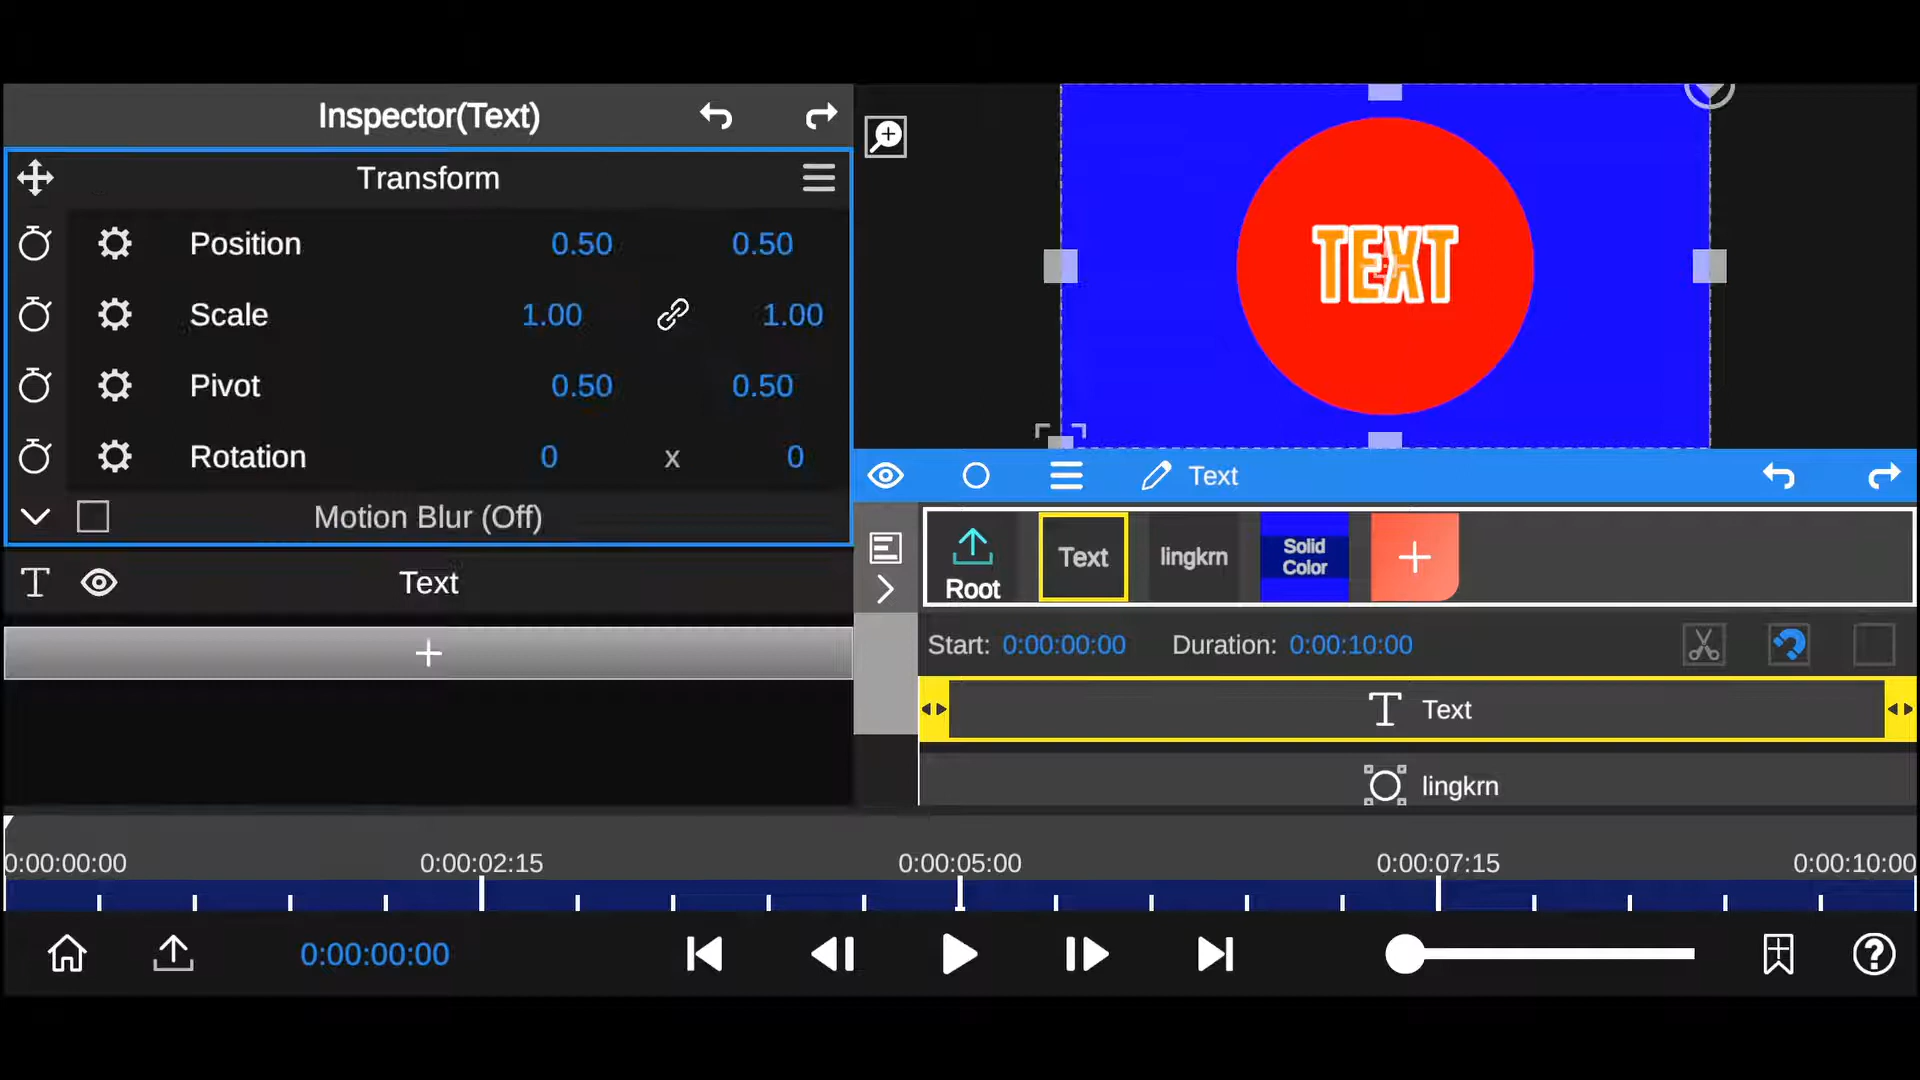 Inspector(Text)
Transform
Position 0.50 0.50
Scale 1.00 1.00
Pivot 0.50 0.50
Rotation 0 x 0
Motion Blur (Off)
Text
TEXT
Text
Root
Text
lingkrn
Solid
Color
Start: 0:00:00:00 Duration: 0:00:10:00
Text
lingkrn
0:00:00:00 0:00:02:15 0:00:05:00 0:00:07:15 0:00:10:00
0:00:00:00